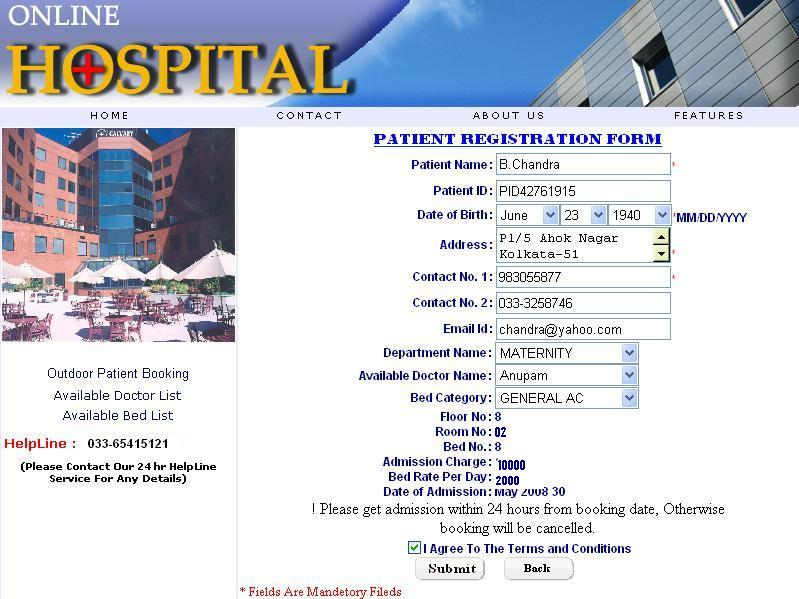 ONLINE
HOSPITAL
HOME CONTACT ABOUT US FEATURES
CALVARY
PATIENT REGISTRATION FORM
Patient Name: B.Chandra *
Patient ID: PID42761915
Date of Birth: June 23 1940 *MM/DD/YYYY
Address: P1/5 Ahok Nagar
Kolkata-51 *
Contact No. 1: 983055877 *
Contact No. 2: 033-3258746
Email Id: chandra@yahoo.com
Department Name: MATERNITY
Available Doctor Name: Anupam
Bed Category: GENERAL AC
Floor No: 8
Room No: 02
Bed No.: 8
Admission Charge: 10000
Bed Rate Per Day: 2000
Date of Admission: May 2008 30
! Please get admission within 24 hours from booking date, Otherwise
booking will be cancelled.
I Agree To The Terms and Conditions
Submit Back
* Fields Are Mandetory Fileds
Outdoor Patient Booking
Available Doctor List
Available Bed List
HelpLine : 033-65415121
(Please Contact Our 24 hr HelpLine
Service For Any Details)